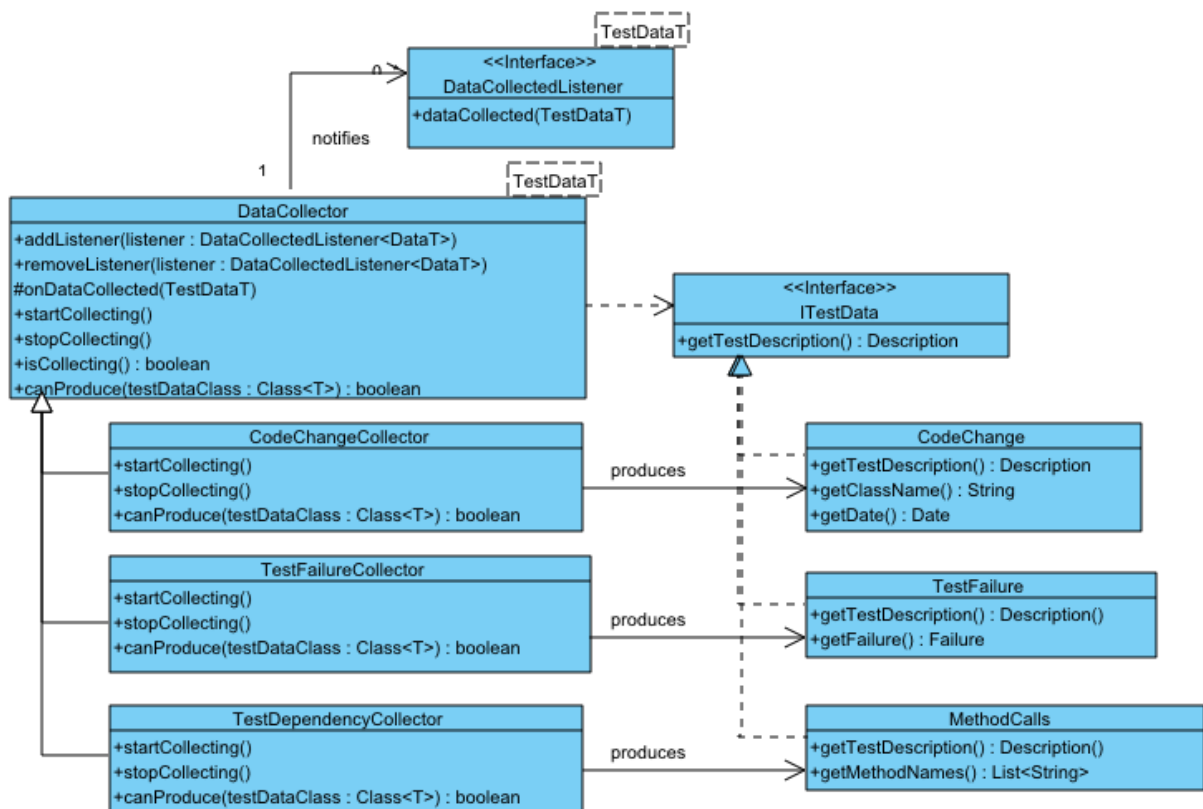 TestDataT
<<Interface>>
DataCollectedListener
+dataCollected(TestDataT)
notifies
1
TestDataT
DataCollector
+addListener(listener : DataCollectedListener<DataT>)
+removeListener(listener : DataCollectedListener<DataT>)
#onDataCollected(TestDataT)
+startCollecting()
+stopCollecting()
+isCollecting() : boolean
+canProduce(testDataClass : Class<T>) : boolean
<<Interface>>
ITestData
+getTestDescription() : Description
CodeChangeCollector
+startCollecting()
+stopCollecting()
+canProduce(testDataClass : Class<T>) : boolean
produces
CodeChange
+getTestDescription() : Description
+getClassName() : String
+getDate() : Date
TestFailureCollector
+startCollecting()
+stopCollecting()
+canProduce(testDataClass : Class<T>) : boolean
produces
TestFailure
+getTestDescription() : Description()
+getFailure() : Failure
TestDependencyCollector
+startCollecting()
+stopCollecting()
+canProduce(testDataClass : Class<T>) : boolean
produces
MethodCalls
+getTestDescription() : Description()
+getMethodNames() : List<String>